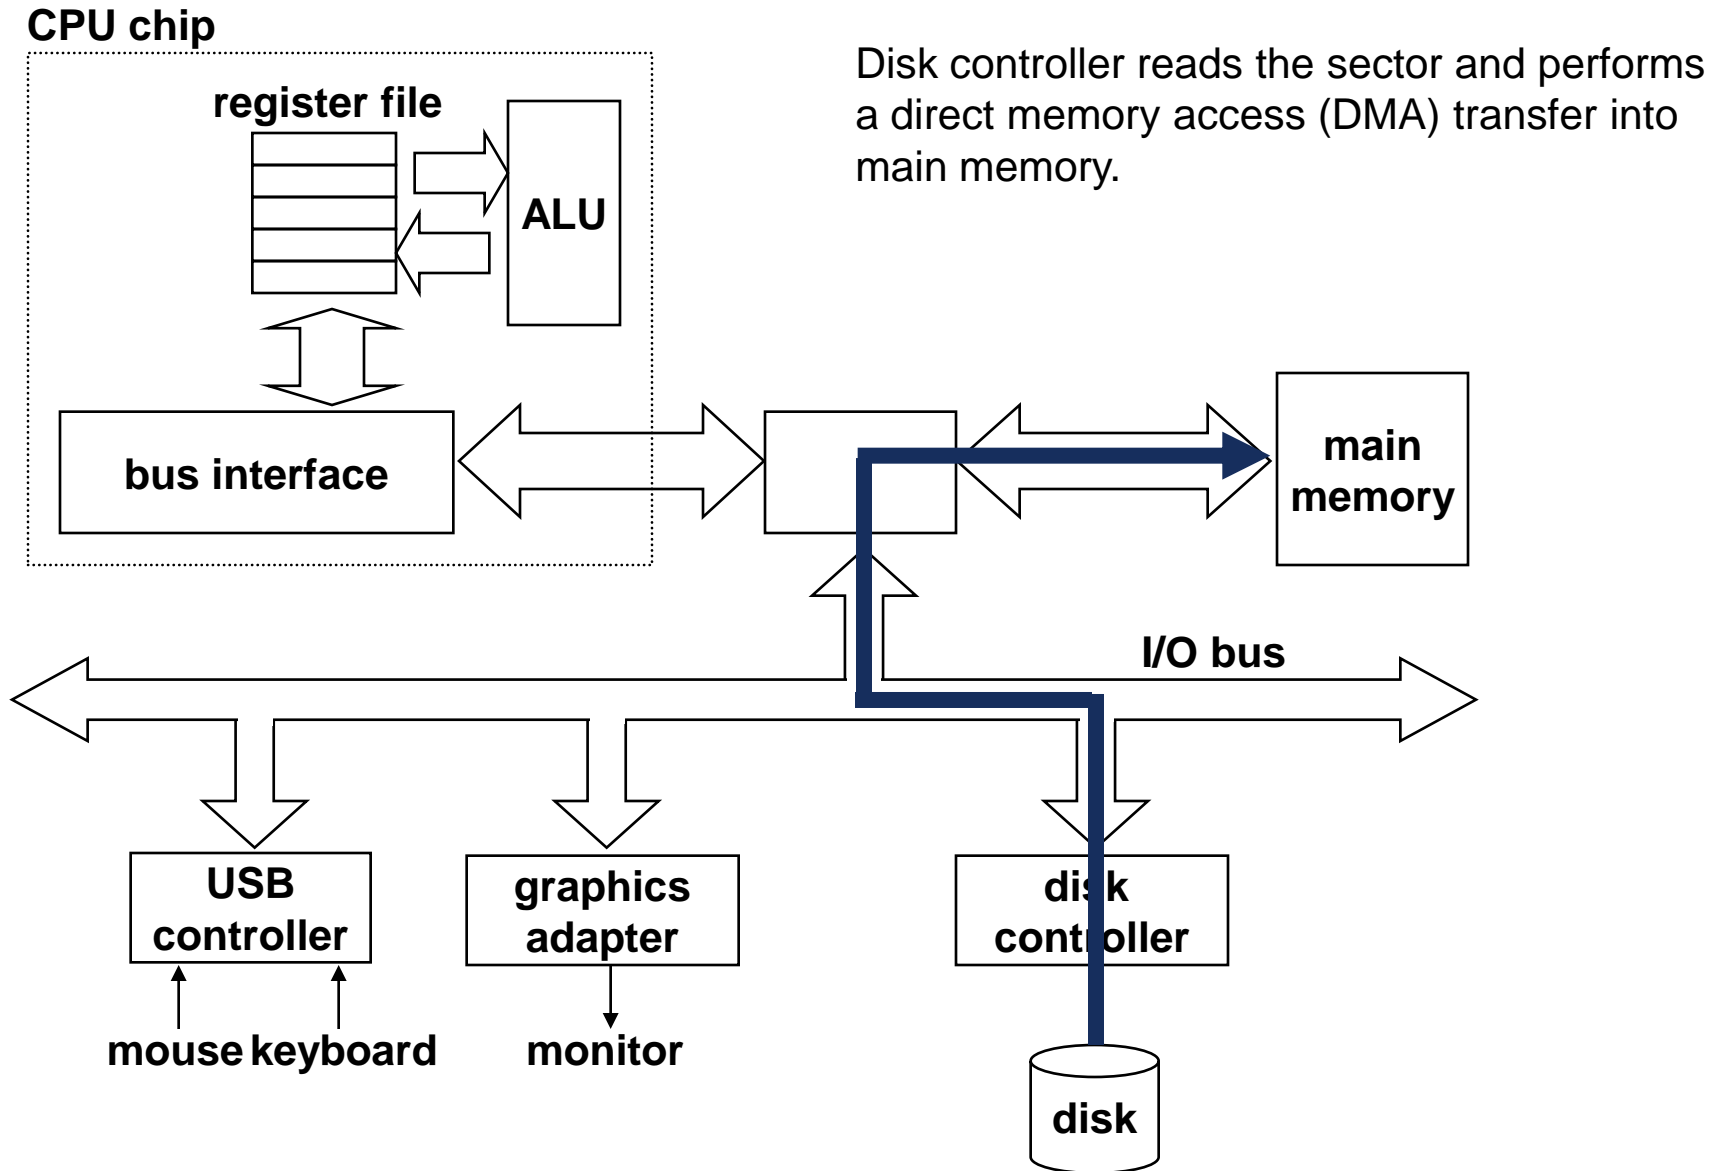 CPU chip
Disk controller reads the sector and performs
a direct memory access (DMA) transfer into
main memory.
register file
ALU
bus interface
main
memory
I/O bus
USB
controller
graphics
adapter
disk
controller
mouse keyboard
monitor
disk